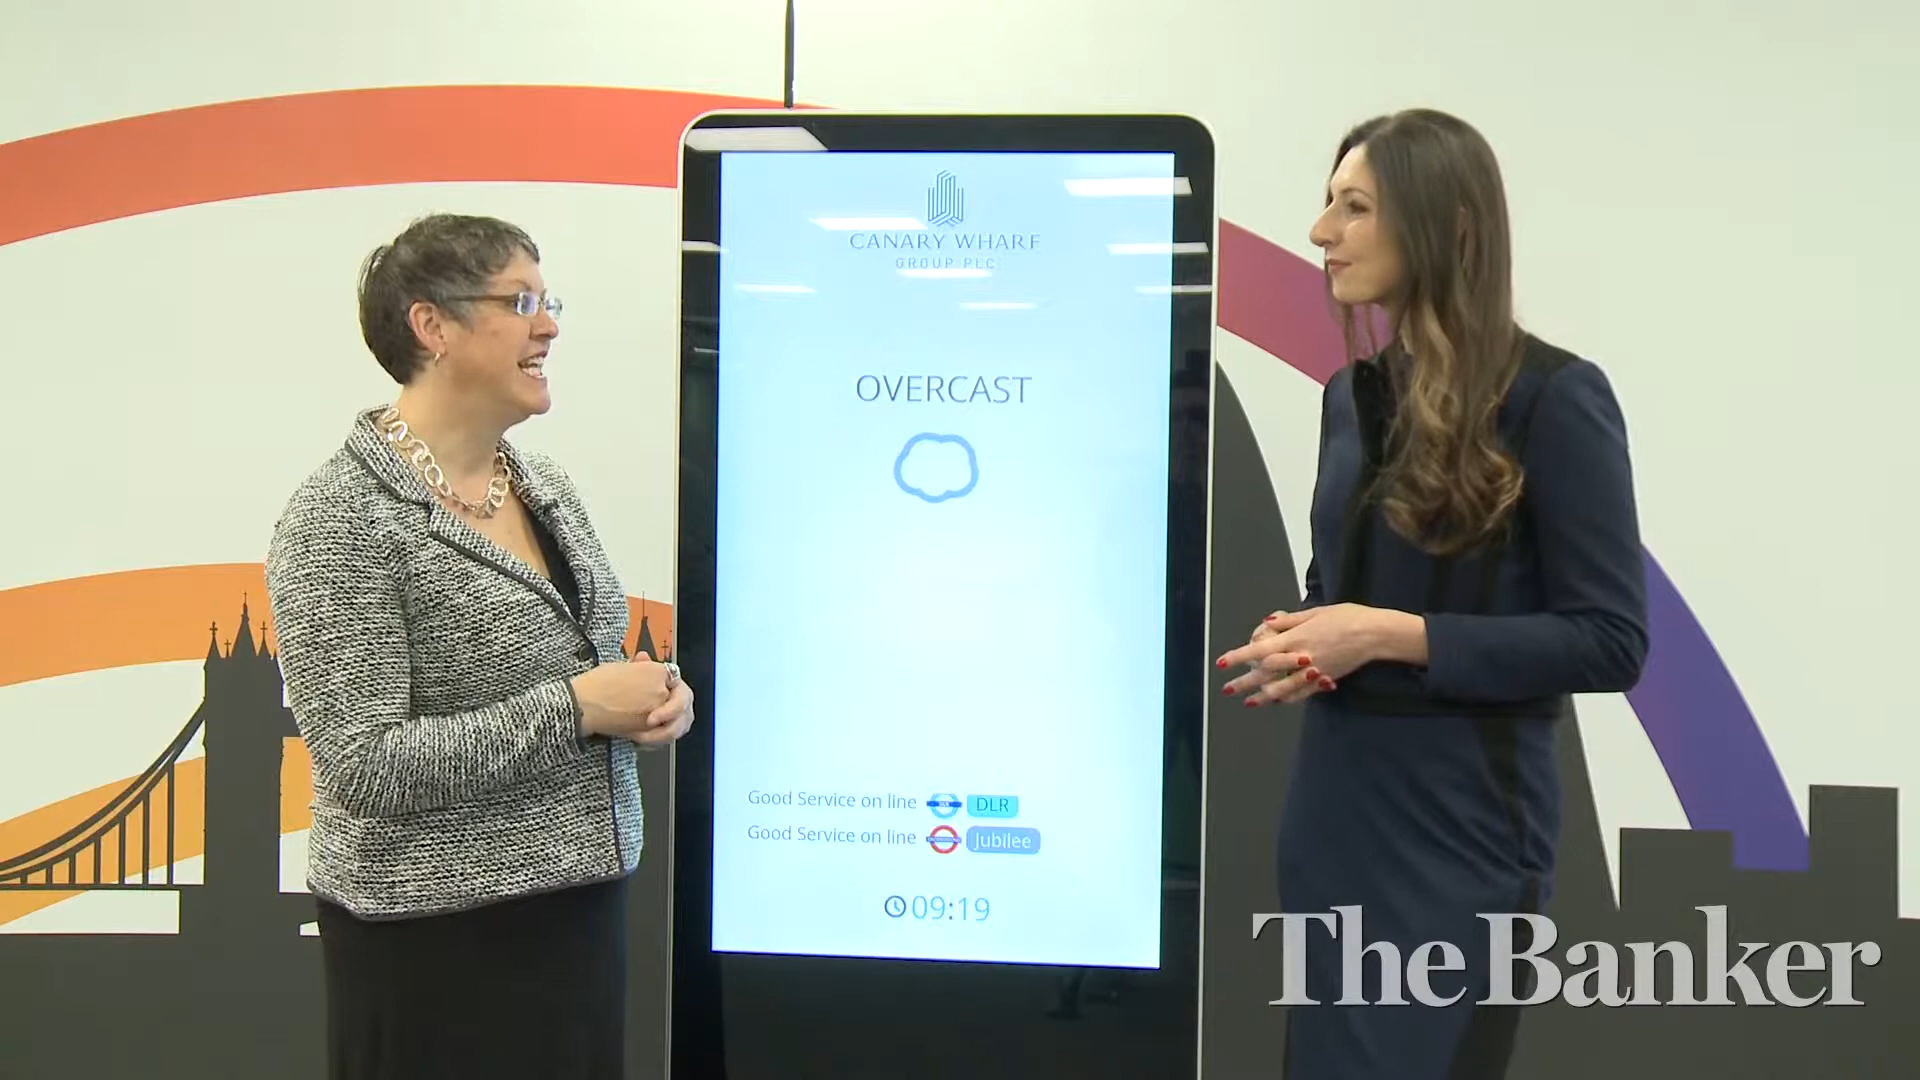 CANARY WHARF
GROUP PLC
OVERCAST
Good Service on line DLR
Good Service on line Jubilee
09:19
The Banker